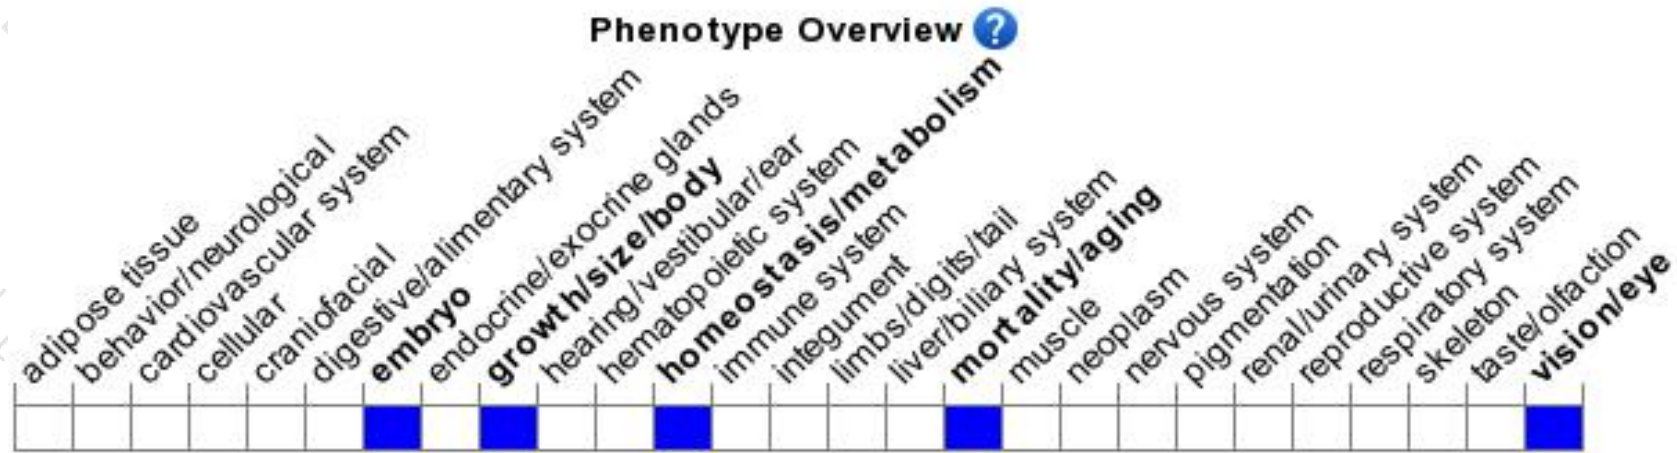 Phenotype Overview ?
adipose tissue
behavior/neurological
cardiovascular system
cellular
craniofacial
digestive/alimentary system
embryo
endocrine/exocrine glands
growth/size/body
hearing/vestibular/ear
hematopoietic system
homeostasis/metabolism
immune system
integument
limbs/digits/tail
liver/biliary system
mortality/aging
muscle
neoplasm
nervous system
pigmentation
renal/urinary system
reproductive system
respiratory system
skeleton
taste/olfaction
vision/eye